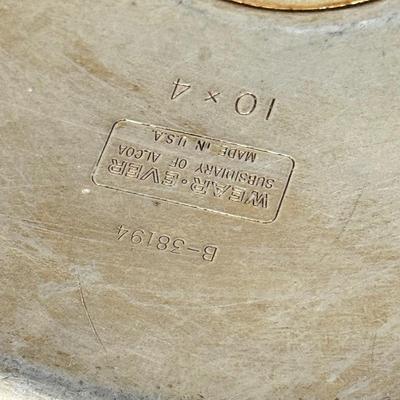 B-38194
WEAR·EVER
SUBSIDIARY OF ALCOA
MADE IN U.S.A.
10 × 4